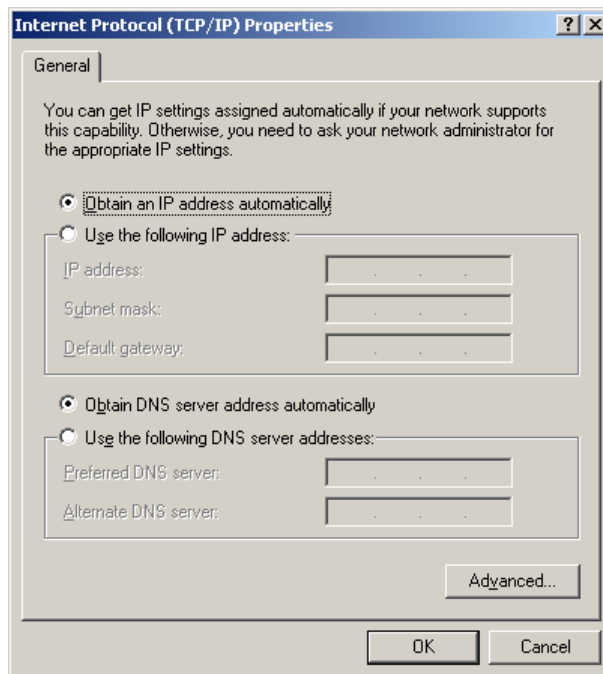 Internet Protocol (TCP/IP) Properties
General
You can get IP settings assigned automatically if your network supports
this capability. Otherwise, you need to ask your network administrator for
the appropriate IP settings.
Obtain an IP address automatically
Use the following IP address:
IP address:
Subnet mask:
Default gateway:
Obtain DNS server address automatically
Use the following DNS server addresses:
Preferred DNS server:
Alternate DNS server:
Advanced...
OK
Cancel